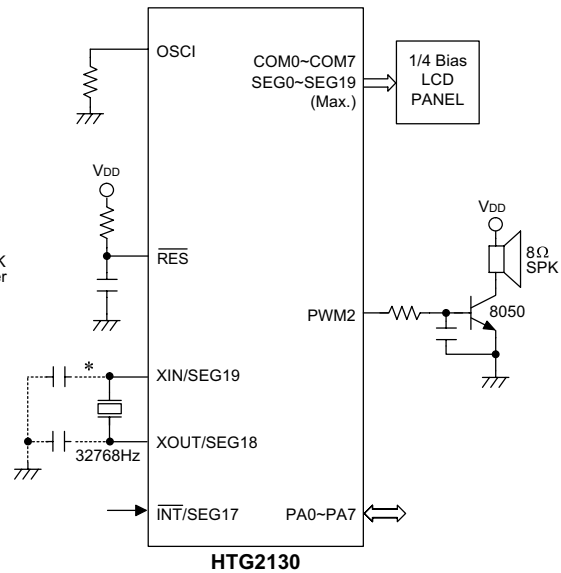 OSCI
COM0~COM7
SEG0~SEG19
(Max.)
1/4 Bias
LCD
PANEL
VDD
RES
VDD
8Ω
SPK
8050
PWM2
K
er
*
XIN/SEG19
XOUT/SEG18
32768Hz
INT/SEG17
PA0~PA7
HTG2130